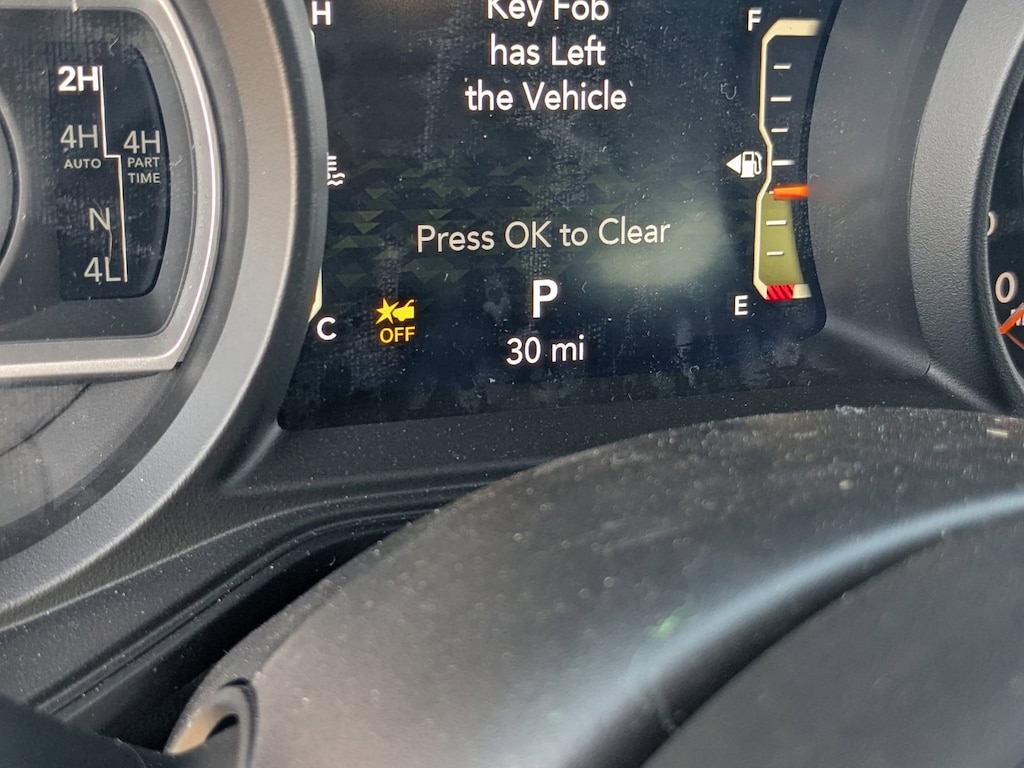 H
Key Fob
has Left
the Vehicle
F
2H
4H
AUTO
4H
PART
TIME
N
4L
Press OK to Clear
P
30 mi
C
OFF
E
0